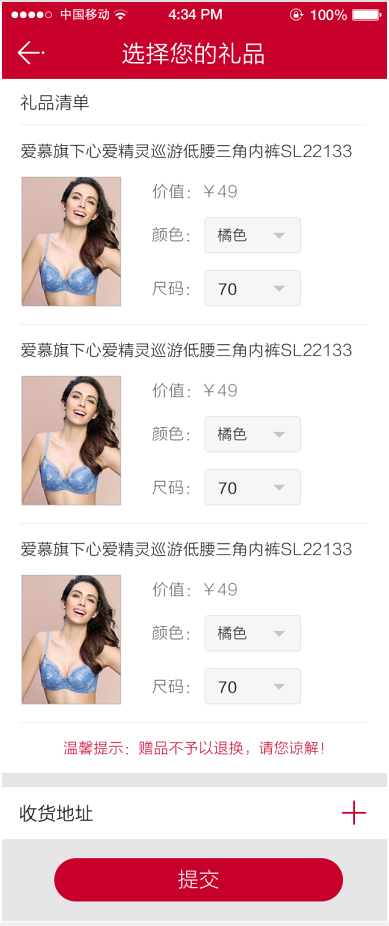 中国移动 4:34 PM 100%
选择您的礼品
礼品清单
爱慕旗下心爱精灵巡游低腰三角内裤SL22133
价值：￥49
颜色： 橘色
尺码： 70
爱慕旗下心爱精灵巡游低腰三角内裤SL22133
价值：￥49
颜色： 橘色
尺码： 70
爱慕旗下心爱精灵巡游低腰三角内裤SL22133
价值：￥49
颜色： 橘色
尺码： 70
温馨提示：赠品不予以退换，请您谅解！
收货地址
提交